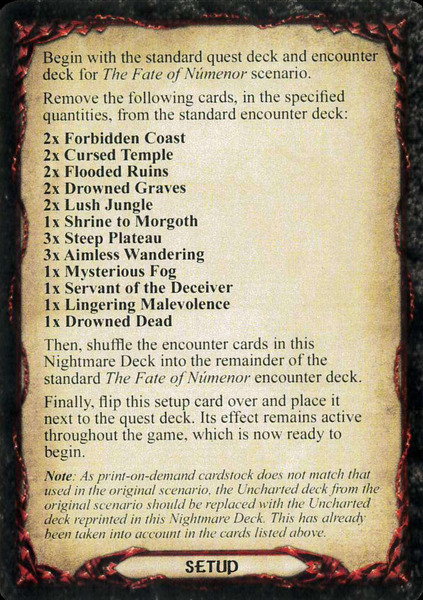 Begin with the standard quest deck and encounter
deck for The Fate of Númenor scenario.
Remove the following cards, in the specified
quantities, from the standard encounter deck:
2x Forbidden Coast
2x Cursed Temple
2x Flooded Ruins
2x Drowned Graves
2x Lush Jungle
1x Shrine to Morgoth
3x Steep Plateau
3x Aimless Wandering
1x Mysterious Fog
1x Servant of the Deceiver
1x Lingering Malevolence
1x Drowned Dead
Then, shuffle the encounter cards in this
Nightmare Deck into the remainder of the
standard The Fate of Númenor encounter deck.
Finally, flip this setup card over and place it
next to the quest deck. Its effect remains active
throughout the game, which is now ready to
begin.
Note: As print-on-demand cardstock does not match that
used in the original scenario, the Uncharted deck from the
original scenario should be replaced with the Uncharted
deck reprinted in this Nightmare Deck. This has already
been taken into account in the cards listed above.
SETUP